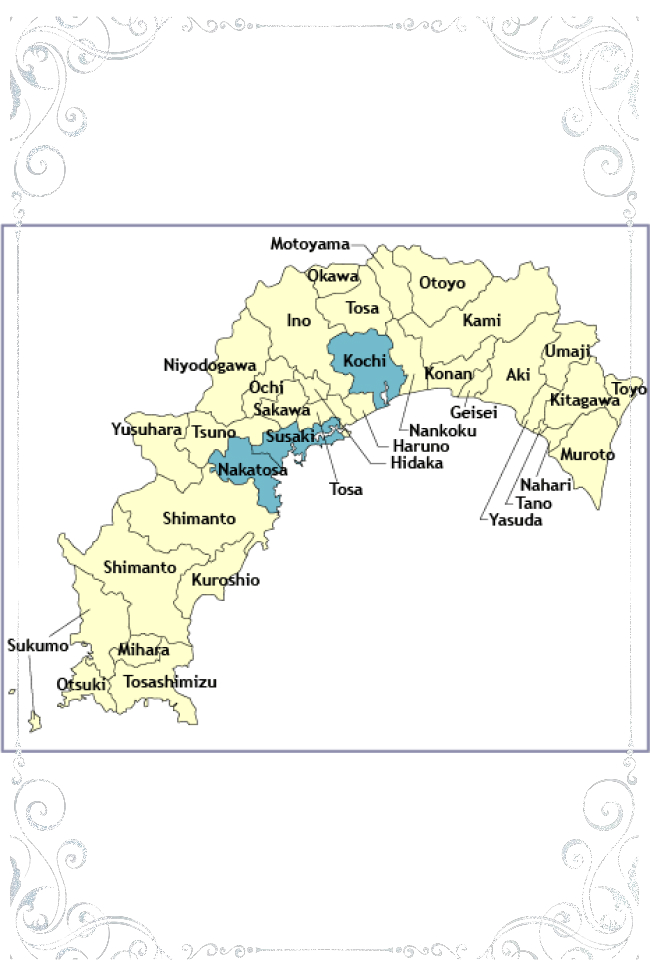 Motoyama
Okawa
Otoyo
Tosa
Ino
Kami
Umaji
Kochi
Niyodogawa
Konan
Aki
Ochi
Toyo
Kitagawa
Sakawa
Geisei
Yusuhara
Tsuno
Susaki
Nankoku
Haruno
Muroto
Hidaka
Nakatosa
Tosa
Nahari
Tano
Yasuda
Shimanto
Shimanto
Kuroshio
Sukumo
Mihara
Otsuki
Tosashimizu